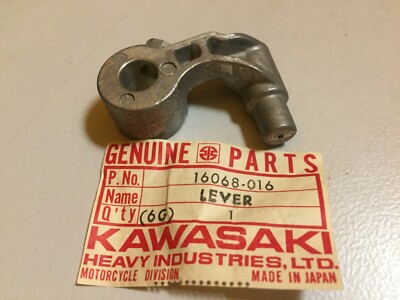 GENUINE PARTS
P.No. 16068-016
Name LEVER
Q'ty (6G) 1
KAWASAKI
HEAVY INDUSTRIES, LTD.
MOTORCYCLE DIVISION MADE IN JAPAN